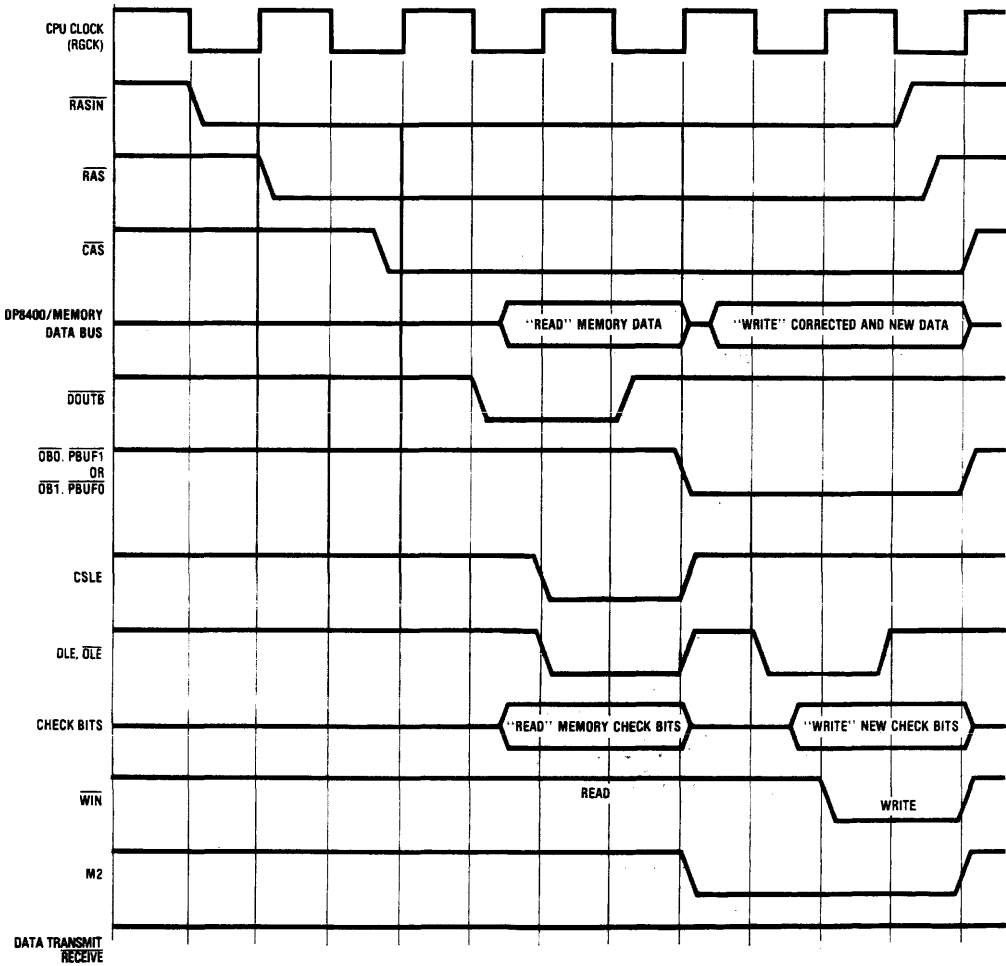 CPU CLOCK
(RGCK)
RASIN
RAS
CAS
DP8400/MEMORY
DATA BUS
"READ" MEMORY DATA
"WRITE" CORRECTED AND NEW DATA
DOUTB
OB0. PBUF1
OR
OB1. PBUF0
CSLE
DLE, OLE
CHECK BITS
"READ" MEMORY CHECK BITS
"WRITE" NEW CHECK BITS
WIN
READ
WRITE
M2
DATA TRANSMIT
RECEIVE